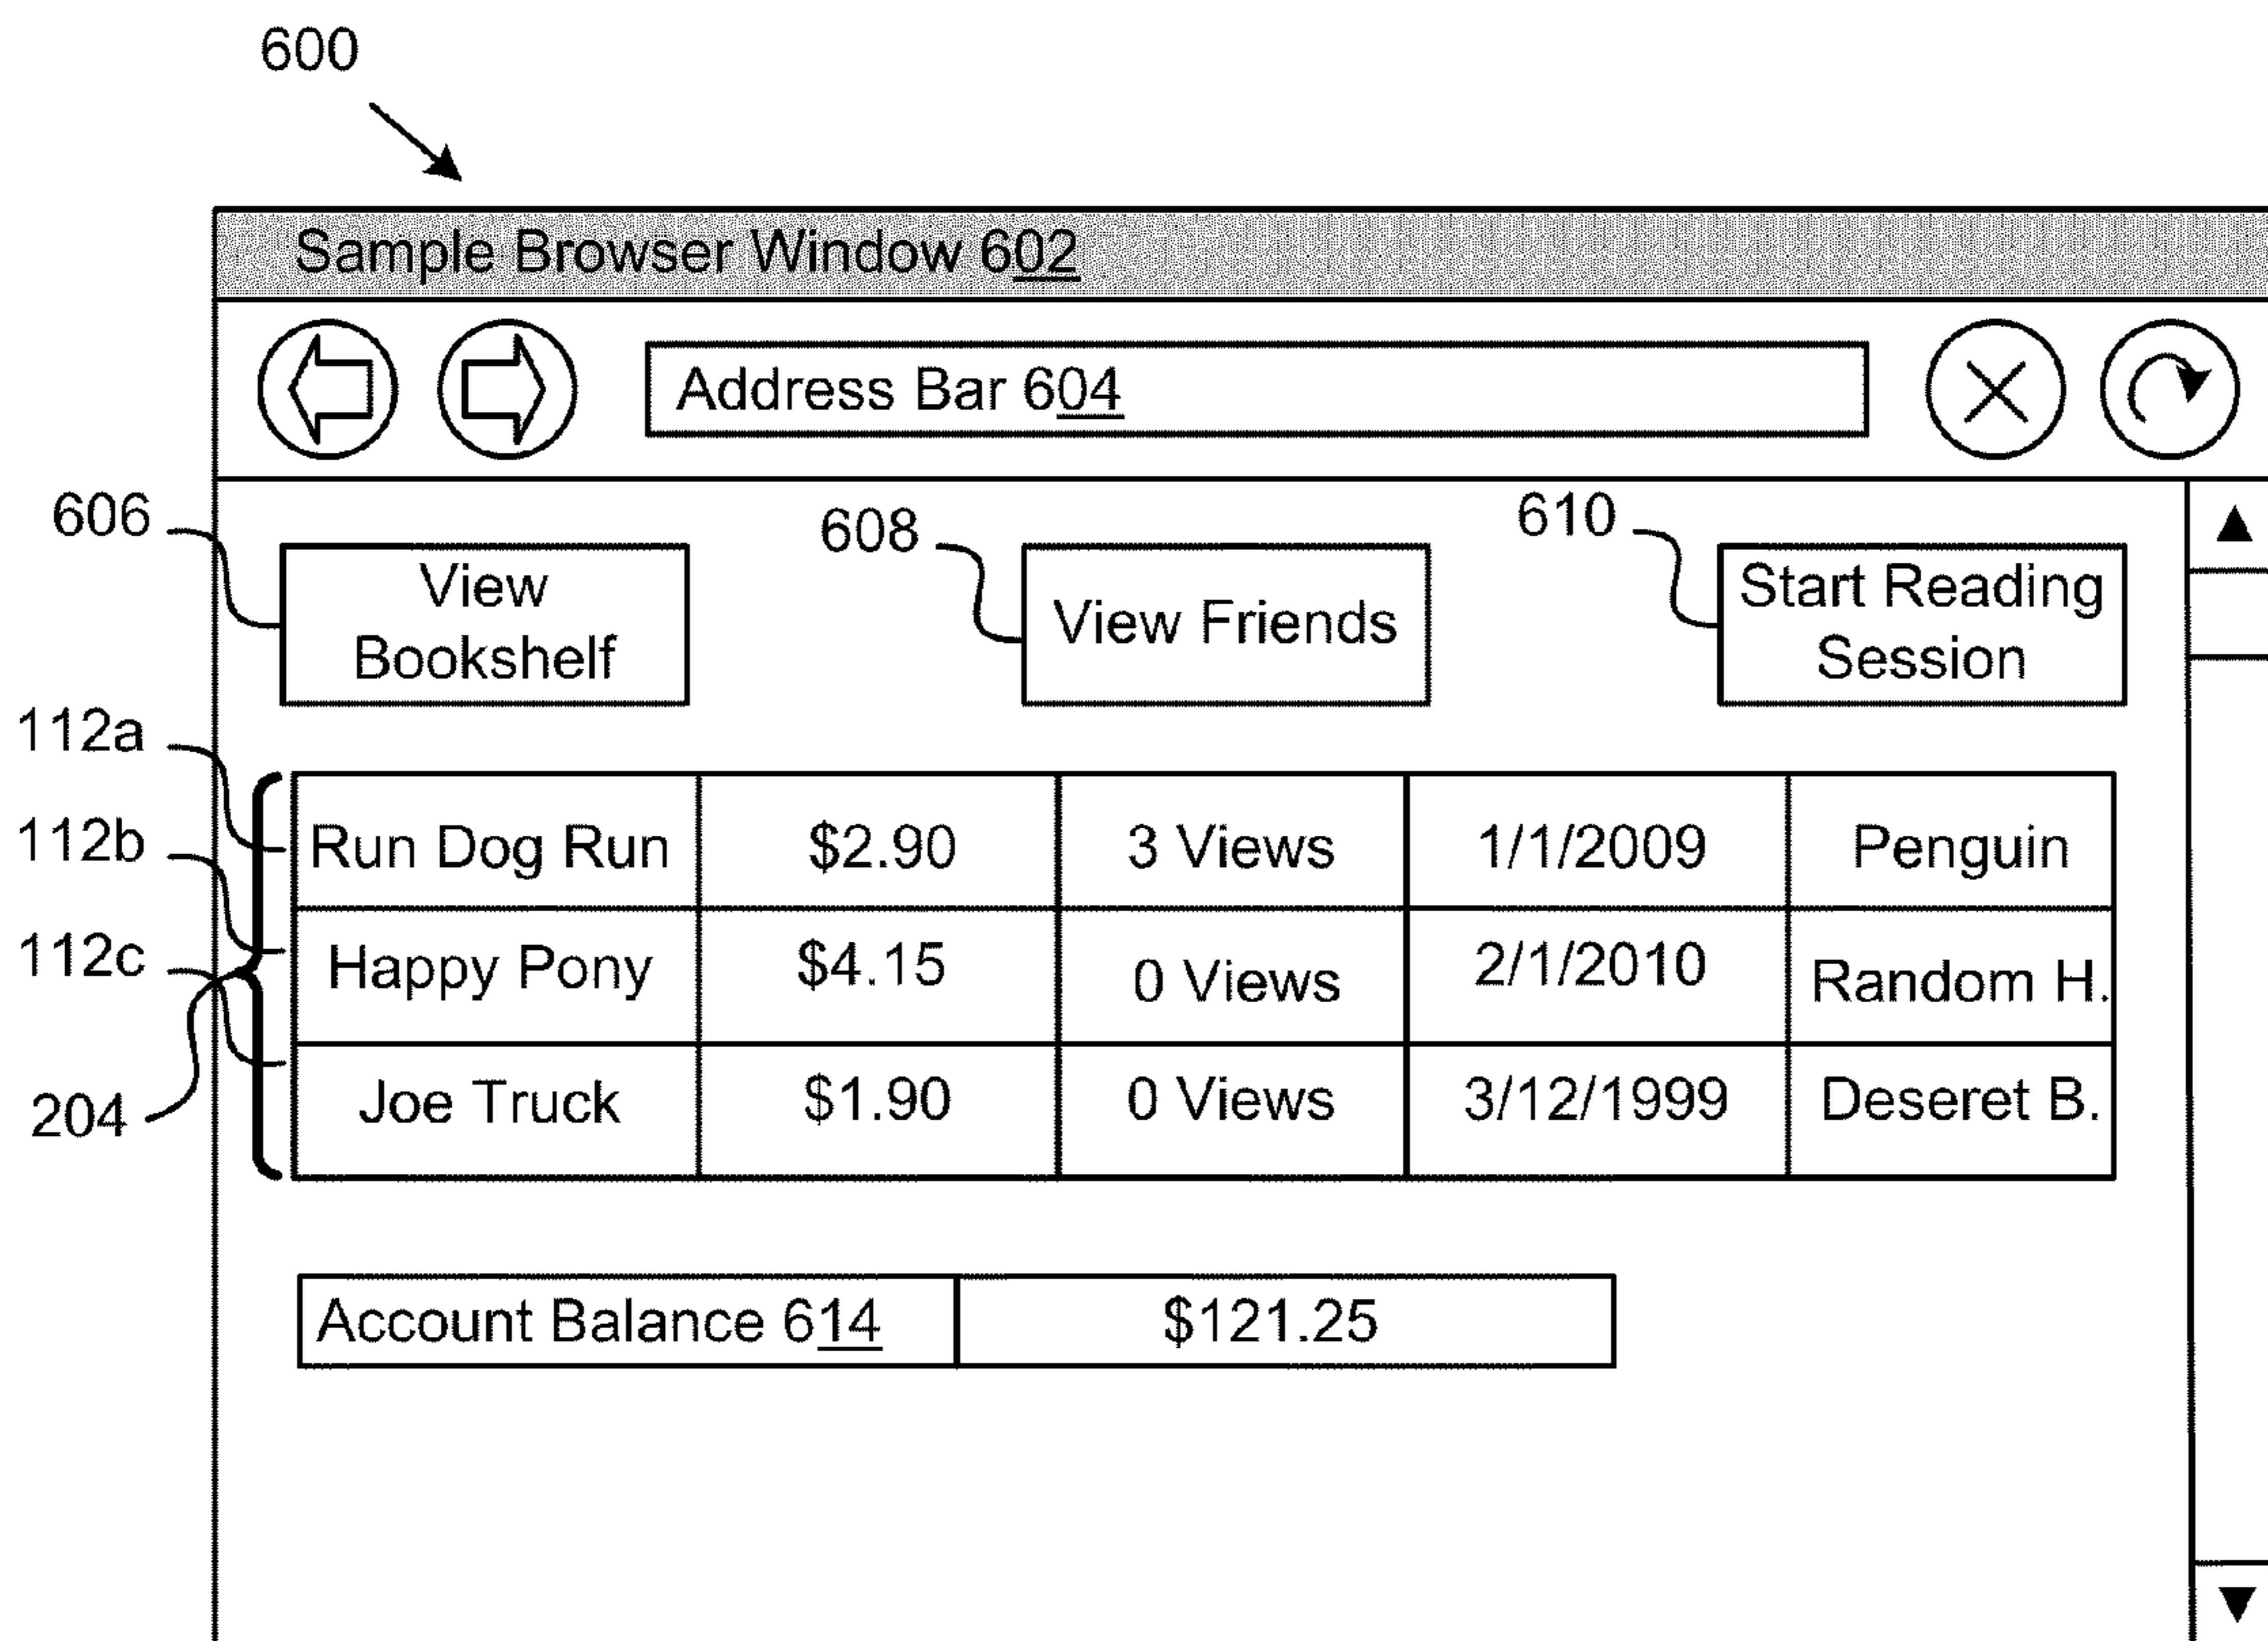 600
Sample Browser Window 602
Address Bar 604
606
View
Bookshelf
608
View Friends
610
Start Reading
Session
112a
112b
112c
204
Run Dog Run $2.90 3 Views 1/1/2009 Penguin
Happy Pony $4.15 0 Views 2/1/2010 Random H.
Joe Truck $1.90 0 Views 3/12/1999 Deseret B.
Account Balance 614 $121.25